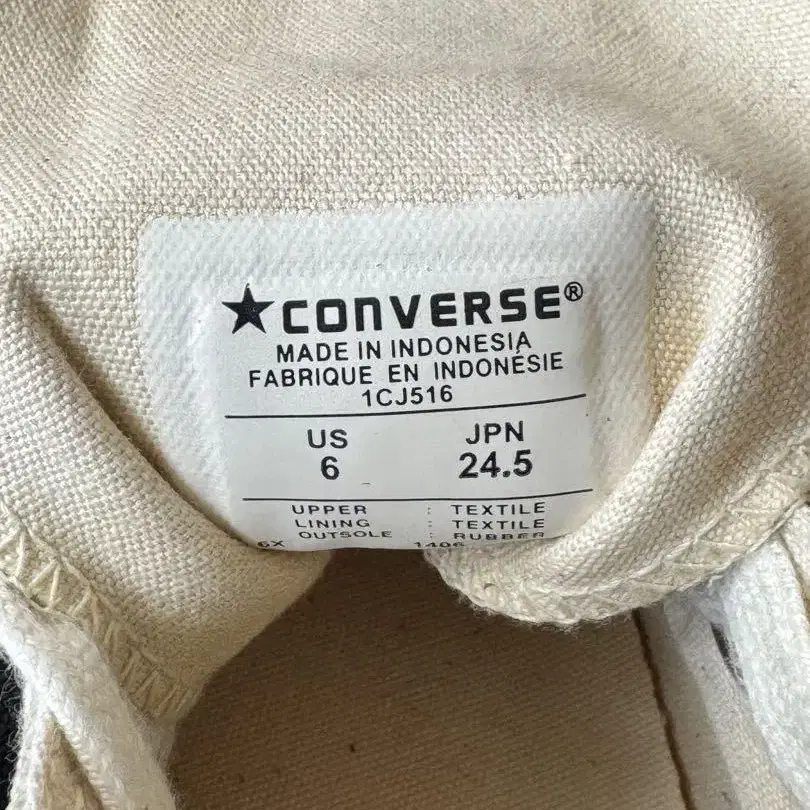 ★CONVERSE®
MADE IN INDONESIA
FABRIQUE EN INDONÉSIE
1CJ516
US JPN
6 24.5
UPPER : TEXTILE
LINING : TEXTILE
OUTSOLE : RUBBER
6X